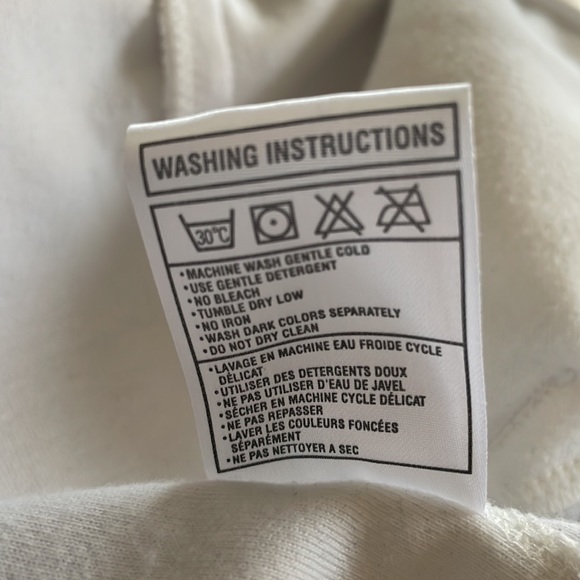 WASHING INSTRUCTIONS
30°C
•MACHINE WASH GENTLE COLD
•USE GENTLE DETERGENT
•NO BLEACH
•TUMBLE DRY LOW
•NO IRON
•WASH DARK COLORS SEPARATELY
•DO NOT DRY CLEAN
•LAVAGE EN MACHINE EAU FROIDE CYCLE
DÉLICAT
•UTILISER DES DETERGENTS DOUX
•NE PAS UTILISER D'EAU DE JAVEL
•SÉCHER EN MACHINE CYCLE DÉLICAT
•NE PAS REPASSER
•LAVER LES COULEURS FONCÉES
SÉPARÉMENT
•NE PAS NETTOYER A SEC